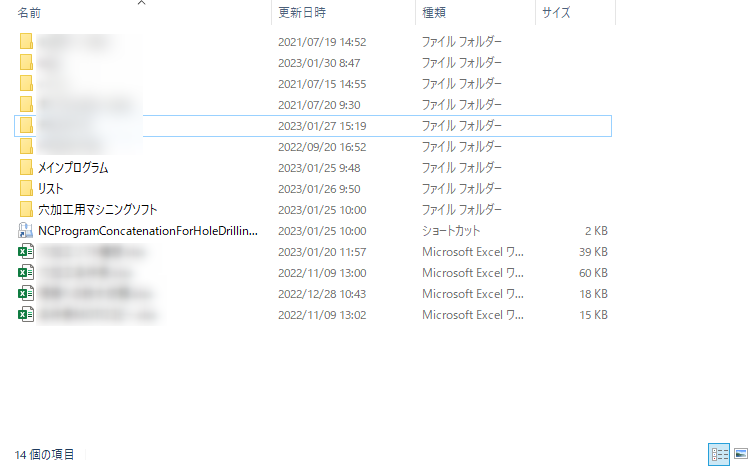 名前 更新日時 種類 サイズ
2021/07/19 14:52 ファイル フォルダー
2023/01/30 8:47 ファイル フォルダー
2021/07/15 14:55 ファイル フォルダー
2021/07/20 9:30 ファイル フォルダー
2023/01/27 15:19 ファイル フォルダー
2022/09/20 16:52 ファイル フォルダー
メインプログラム 2023/01/25 9:48 ファイル フォルダー
リスト 2023/01/26 9:50 ファイル フォルダー
穴加工用マシニングソフト 2023/01/25 10:00 ファイル フォルダー
NCProgramConcatenationForHoleDrillin... 2023/01/25 10:00 ショートカット 2 KB
2023/01/20 11:57 Microsoft Excel ワ... 39 KB
2022/11/09 13:00 Microsoft Excel ワ... 60 KB
2022/12/28 10:43 Microsoft Excel ワ... 18 KB
2022/11/09 13:02 Microsoft Excel ワ... 15 KB
14 個の項目